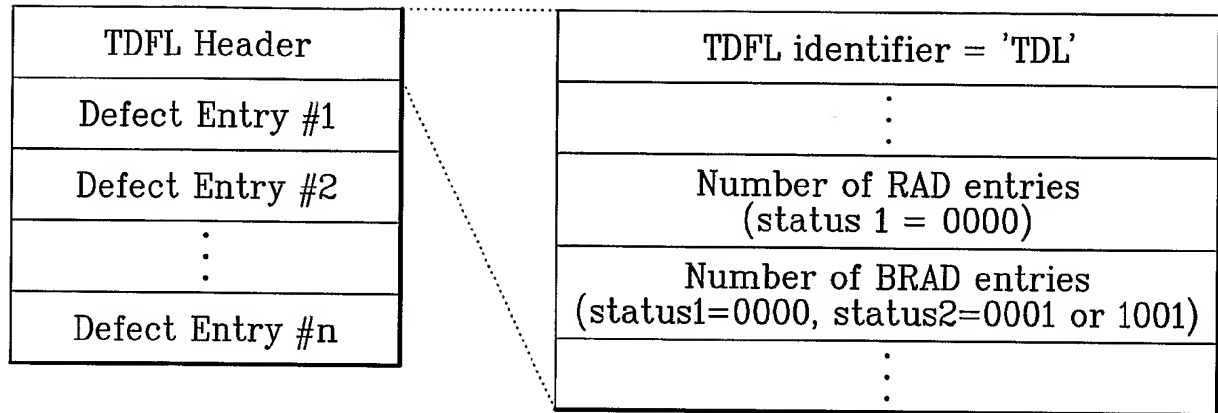 TDFL Header
Defect Entry #1
Defect Entry #2
Defect Entry #n
TDFL identifier = 'TDL'
Number of RAD entries
(status 1 = 0000)
Number of BRAD entries
(status1=0000, status2=0001 or 1001)